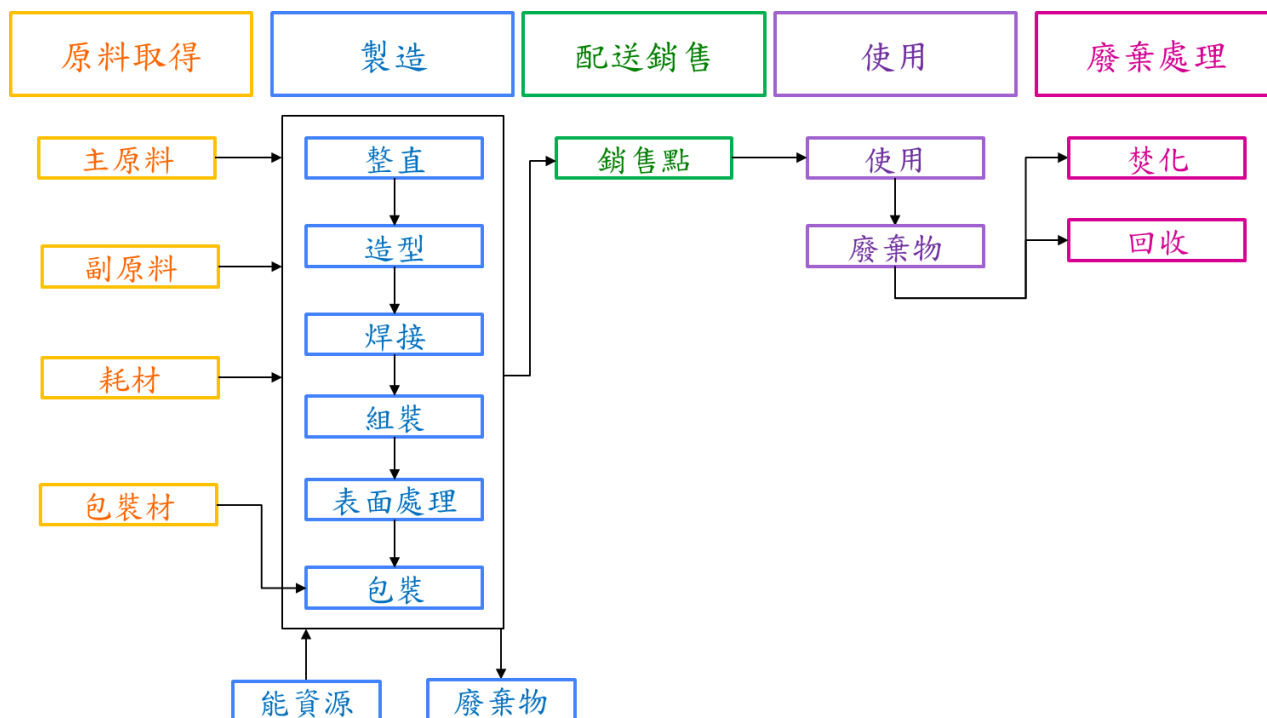 原料取得
製造
配送銷售
使用
廢棄處理
主原料
副原料
耗材
包裝材
整直
造型
焊接
組裝
表面處理
包裝
能資源
廢棄物
銷售點
使用
廢棄物
焚化
回收